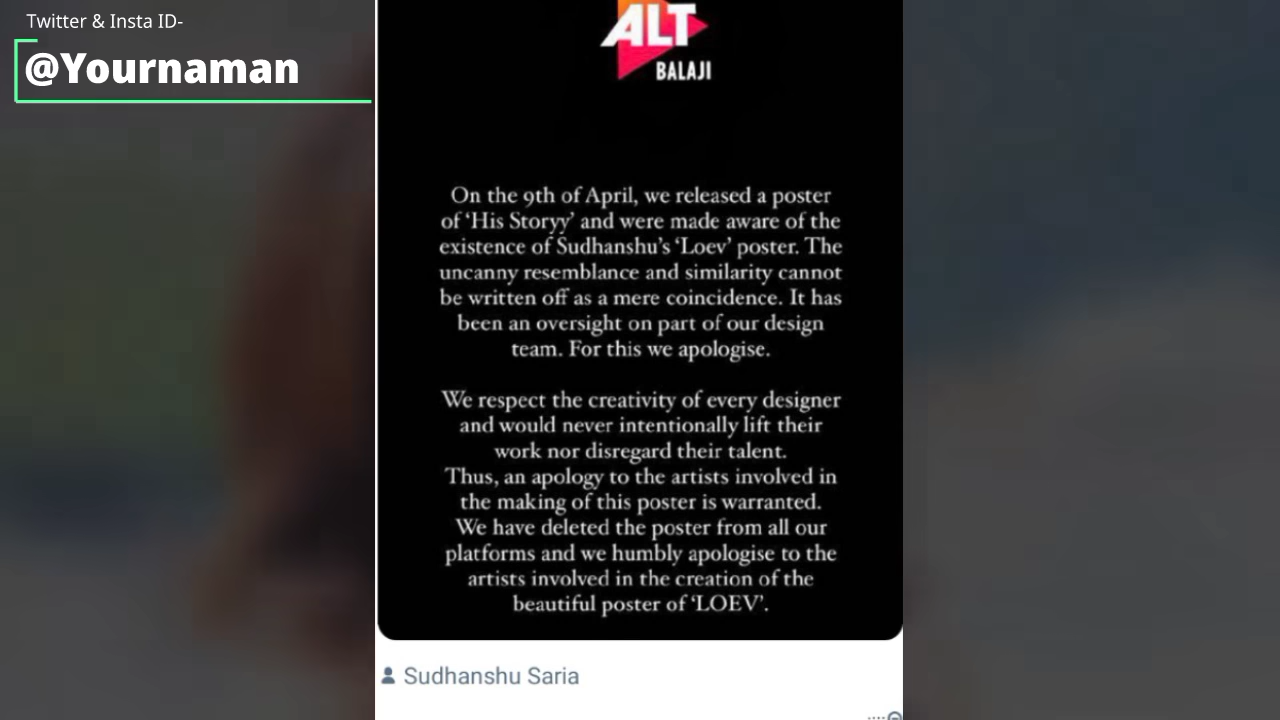 Twitter & Insta ID-
@Yournaman
ALT
BALAJI
On the 9th of April, we released a poster
of ‘His Storyy’ and were made aware of the
existence of Sudhanshu’s ‘Loev’ poster. The
uncanny resemblance and similarity cannot
be written off as a mere coincidence. It has
been an oversight on part of our design
team. For this we apologise.
We respect the creativity of every designer
and would never intentionally lift their
work nor disregard their talent.
Thus, an apology to the artists involved in
the making of this poster is warranted.
We have deleted the poster from all our
platforms and we humbly apologise to the
artists involved in the creation of the
beautiful poster of ‘LOEV’.
Sudhanshu Saria